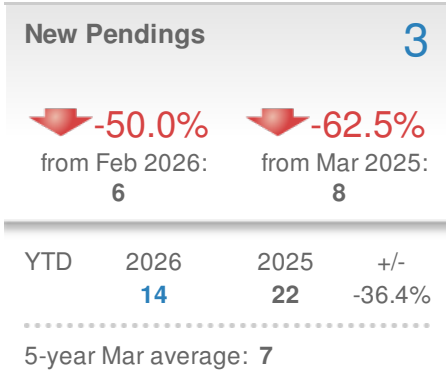 New Pendings 3
-50.0% -62.5%
from Feb 2026: from Mar 2025:
6 8
YTD 2026 2025 +/-
14 22 -36.4%
5-year Mar average: 7